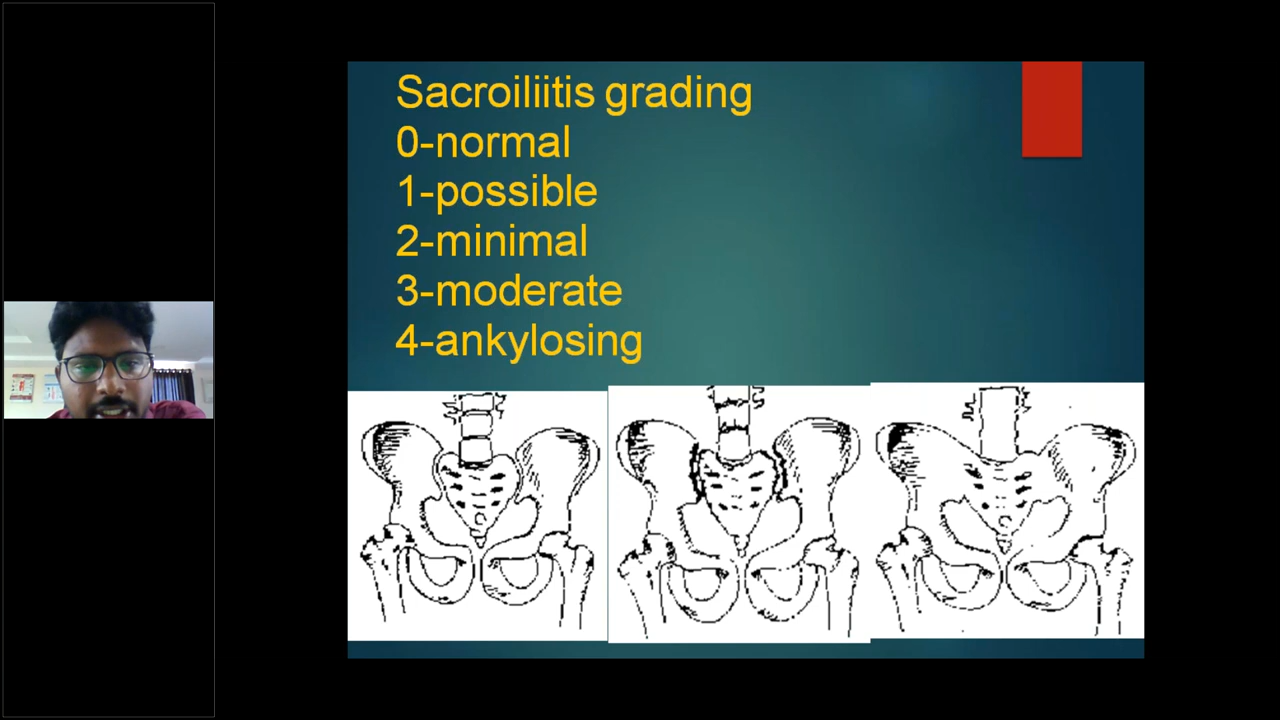 Sacroiliitis grading
0-normal
1-possible
2-minimal
3-moderate
4-ankylosing